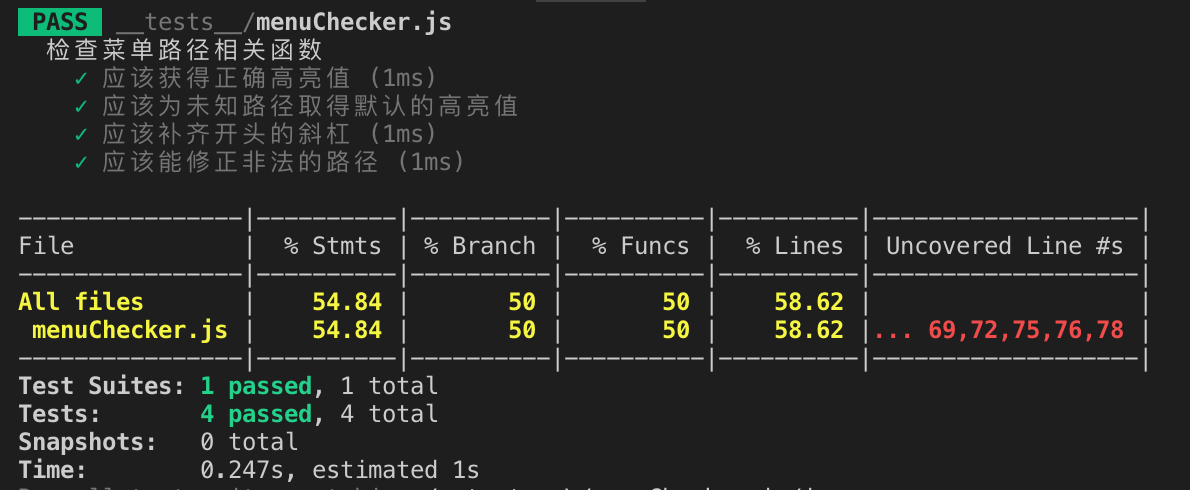 PASS __tests__/menuChecker.js
检查菜单路径相关函数
✓ 应该获得正确高亮值 (1ms)
✓ 应该为未知路径取得默认的高亮值
✓ 应该补齐开头的斜杠 (1ms)
✓ 应该能修正非法的路径 (1ms)
----------------|----------|----------|----------|----------|-------------------|
File | % Stmts | % Branch | % Funcs | % Lines | Uncovered Line #s |
----------------|----------|----------|----------|----------|-------------------|
All files | 54.84 | 50 | 50 | 58.62 | |
menuChecker.js | 54.84 | 50 | 50 | 58.62 |... 69,72,75,76,78 |
----------------|----------|----------|----------|----------|-------------------|
Test Suites: 1 passed, 1 total
Tests: 4 passed, 4 total
Snapshots: 0 total
Time: 0.247s, estimated 1s